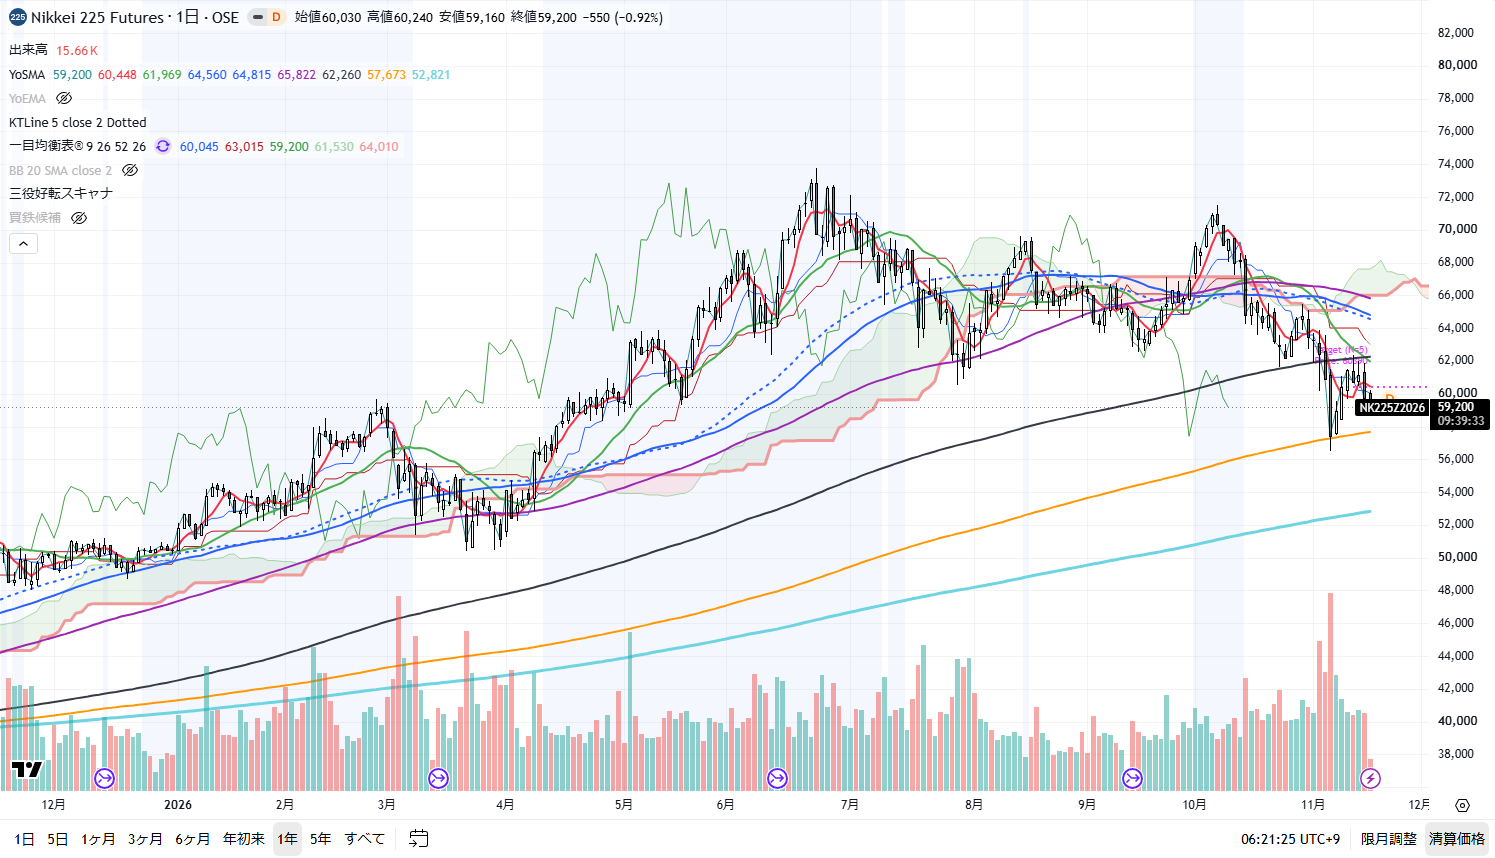 225 Nikkei 225 Futures · 1日 · OSE D 始値60,030 高値60,240 安値59,160 終値59,200 −550 (−0.92%)
出来高 15.66 K
YoSMA 59,200 60,448 61,969 64,560 64,815 65,822 62,260 57,673 52,821
YoEMA
KTLine 5 close 2 Dotted
一目均衡表® 9 26 52 26 60,045 63,015 59,200 61,530 64,010
BB 20 SMA close 2
三役好転スキャナ
買鉄候補
82,000
80,000
78,000
76,000
74,000
72,000
70,000
68,000
66,000
64,000
62,000
60,000
NK225Z2026 59,200
09:39:33
56,000
54,000
52,000
50,000
48,000
46,000
44,000
42,000
40,000
38,000
12月 2026 2月 3月 4月 5月 6月 7月 8月 9月 10月 11月 12月
1日 5日 1ヶ月 3ヶ月 6ヶ月 年初来 1年 5年 すべて 06:21:25 UTC+9 限月調整 清算価格